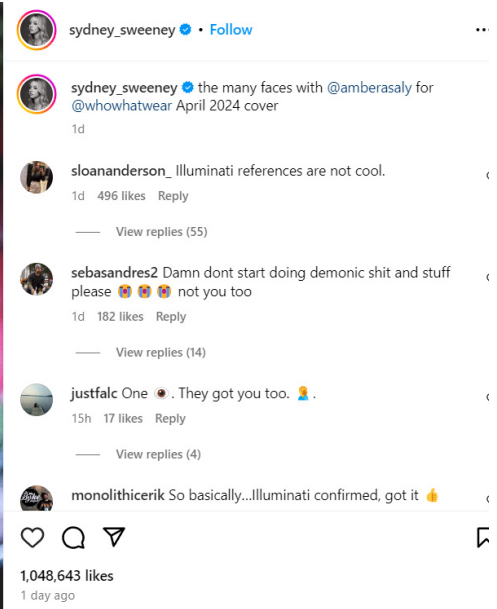 sydney_sweeney • Follow
sydney_sweeney the many faces with @amberasaly for
@whowhatwear April 2024 cover
1d
sloananderson_ Illuminati references are not cool.
1d 496 likes Reply
View replies (55)
sebasandres2 Damn dont start doing demonic shit and stuff
please 😭 😭 😭 not you too
1d 182 likes Reply
View replies (14)
justfalc One 👁️. They got you too. 🤦.
15h 17 likes Reply
View replies (4)
monolithicerik So basically...Illuminati confirmed, got it 👍
1,048,643 likes
1 day ago